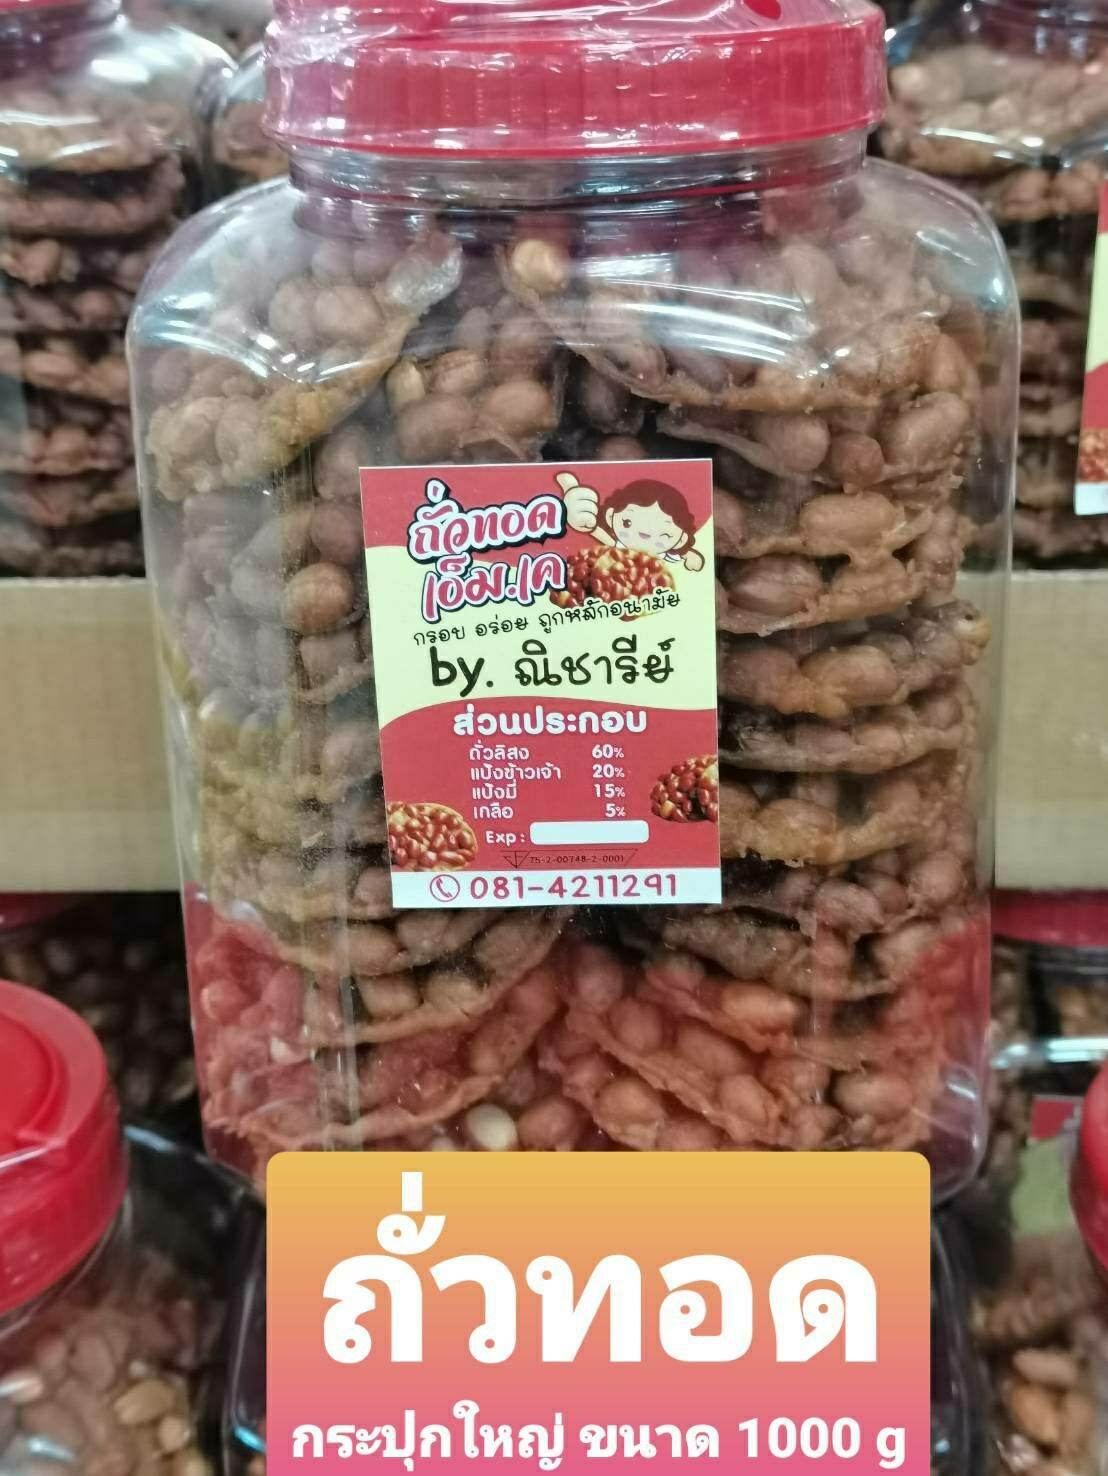 ถั่วทอด
เอ็ม.เค
กรอบ อร่อย ถูกหลักอนามัย
by. ณิชารีย์
ส่วนประกอบ
ถั่วลิสง 60%
แป้งข้าวเจ้า 20%
แป้งมี่ 15%
เกลือ 5%
Exp :
75-2-00748-2-0001
081-4211291
ถั่วทอด
กระปุกใหญ่ ขนาด 1000 g